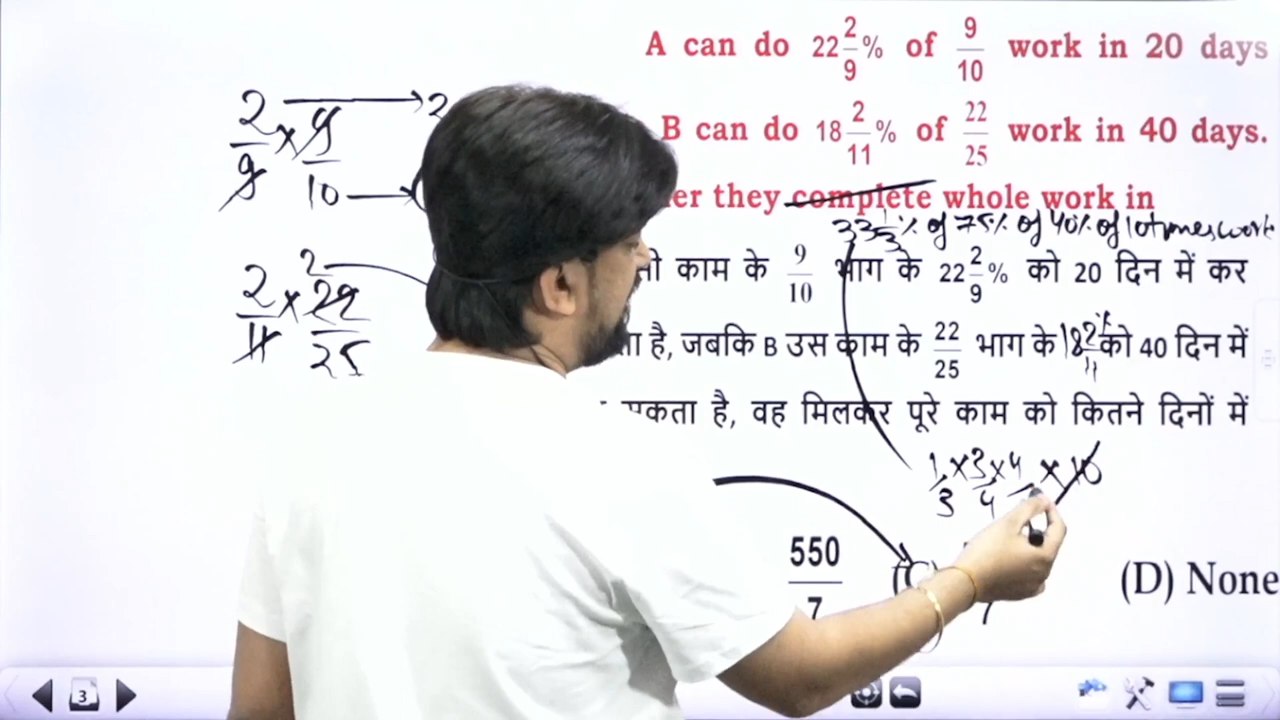 A can do 22 2/9% of 9/10 work in 20 days
B can do 18 2/11% of 22/25 work in 40 days.
they complete whole work in
33 1/3% of 75% of 40% of 10 times work
काम के 9/10 भाग के 22 2/9% को 20 दिन में कर
है, जबकि B उस काम के 22/25 भाग के 18 2/11% को 40 दिन में
सकता है, वह मिलकर पूरे काम को कितने दिनों में
2/9 × 9/10
2/11 × 22/25
2
1/3 × 3/4 × 4 × 10
550/7
(C)
(D) None
3